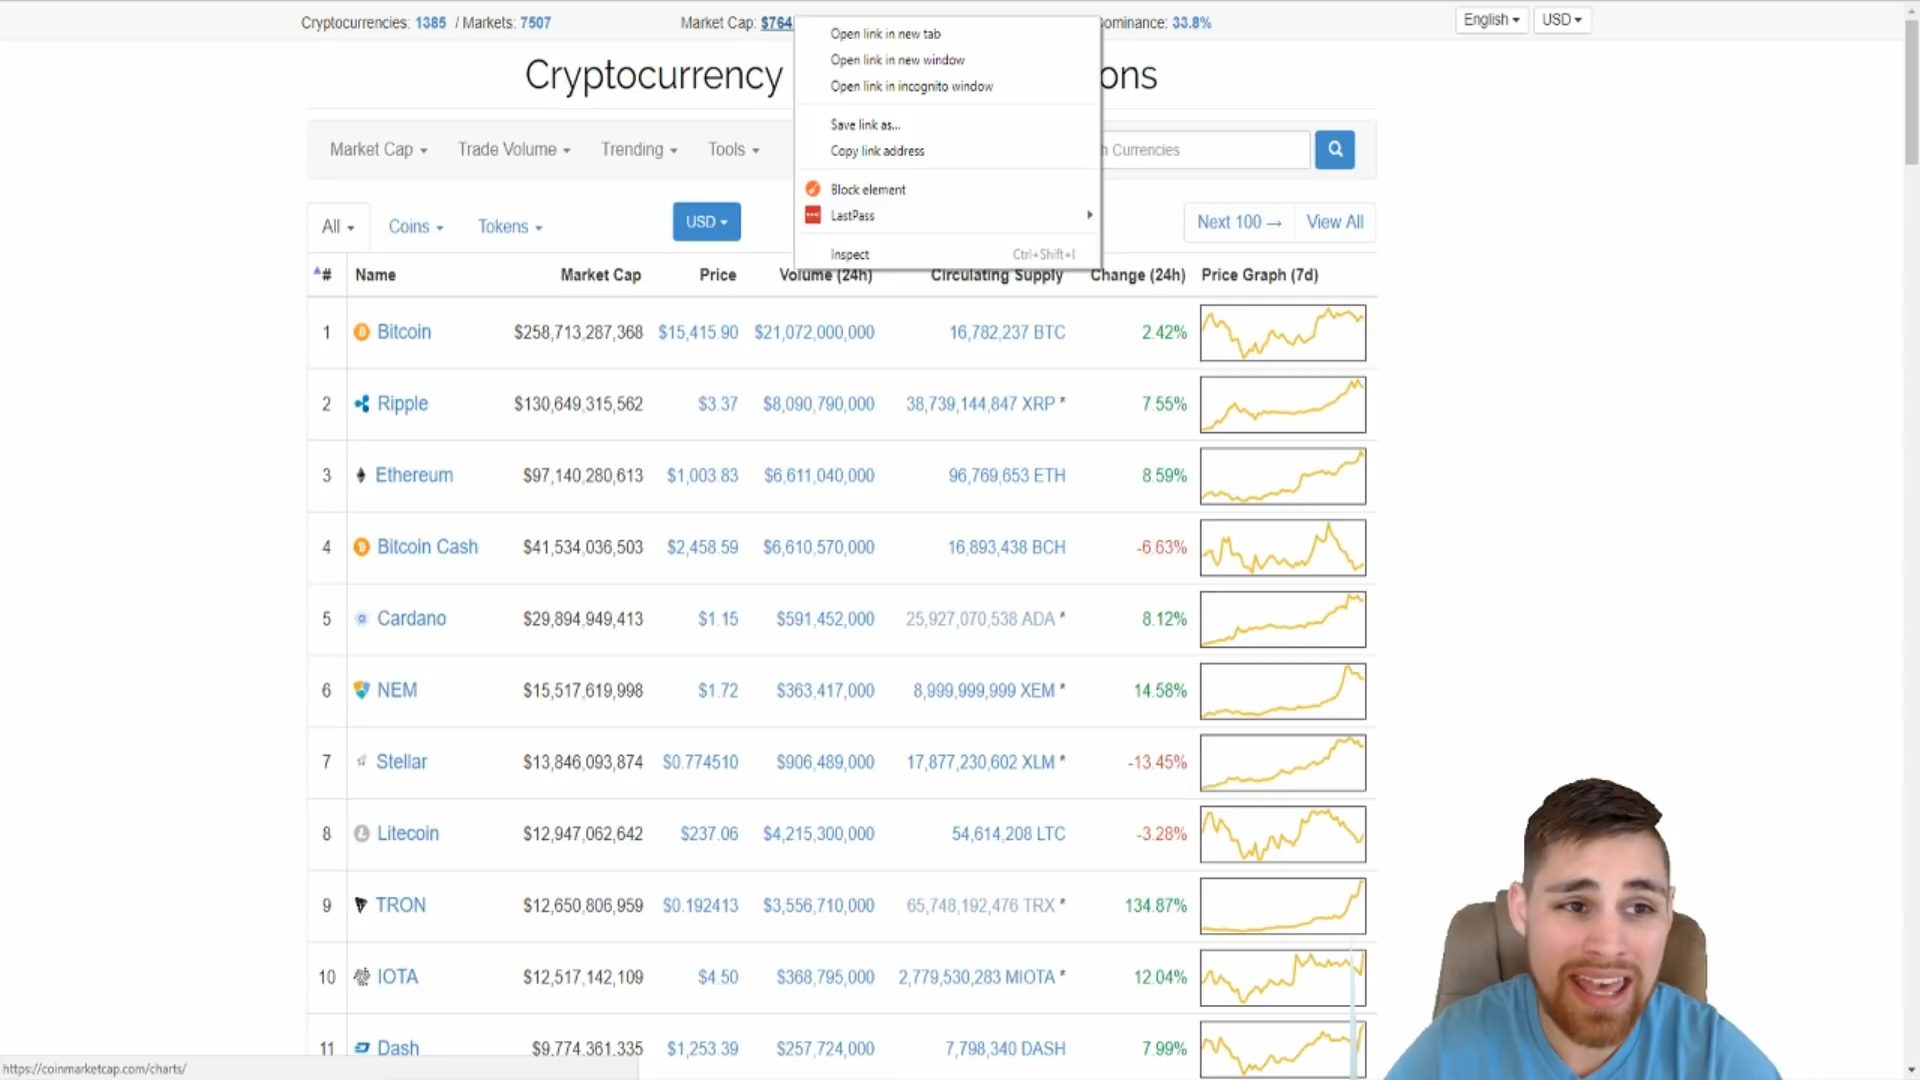 Cryptocurrencies: 1385 / Markets: 7507 Market Cap: $764 Dominance: 33.8% English USD
Open link in new tab
Open link in new window
Open link in incognito window
Save link as...
Copy link address
Block element
LastPass
Inspect Ctrl+Shift+I
Cryptocurrency ons
Market Cap Trade Volume Trending Tools h Currencies
All Coins Tokens USD Next 100 → View All
# Name Market Cap Price Volume (24h) Circulating Supply Change (24h) Price Graph (7d)
1 Bitcoin $258,713,287,368 $15,415.90 $21,072,000,000 16,782,237 BTC 2.42%
2 Ripple $130,649,315,562 $3.37 $8,090,790,000 38,739,144,847 XRP * 7.55%
3 Ethereum $97,140,280,613 $1,003.83 $6,611,040,000 96,769,653 ETH 8.59%
4 Bitcoin Cash $41,534,036,503 $2,458.59 $6,610,570,000 16,893,438 BCH -6.63%
5 Cardano $29,894,949,413 $1.15 $591,452,000 25,927,070,538 ADA * 8.12%
6 NEM $15,517,619,998 $1.72 $363,417,000 8,999,999,999 XEM * 14.58%
7 Stellar $13,846,093,874 $0.774510 $906,489,000 17,877,230,602 XLM * -13.45%
8 Litecoin $12,947,062,642 $237.06 $4,215,300,000 54,614,208 LTC -3.28%
9 TRON $12,650,806,959 $0.192413 $3,556,710,000 65,748,192,476 TRX * 134.87%
10 IOTA $12,517,142,109 $4.50 $368,795,000 2,779,530,283 MIOTA * 12.04%
11 Dash $9,774,361,335 $1,253.39 $257,724,000 7,798,340 DASH 7.99%
https://coinmarketcap.com/charts/